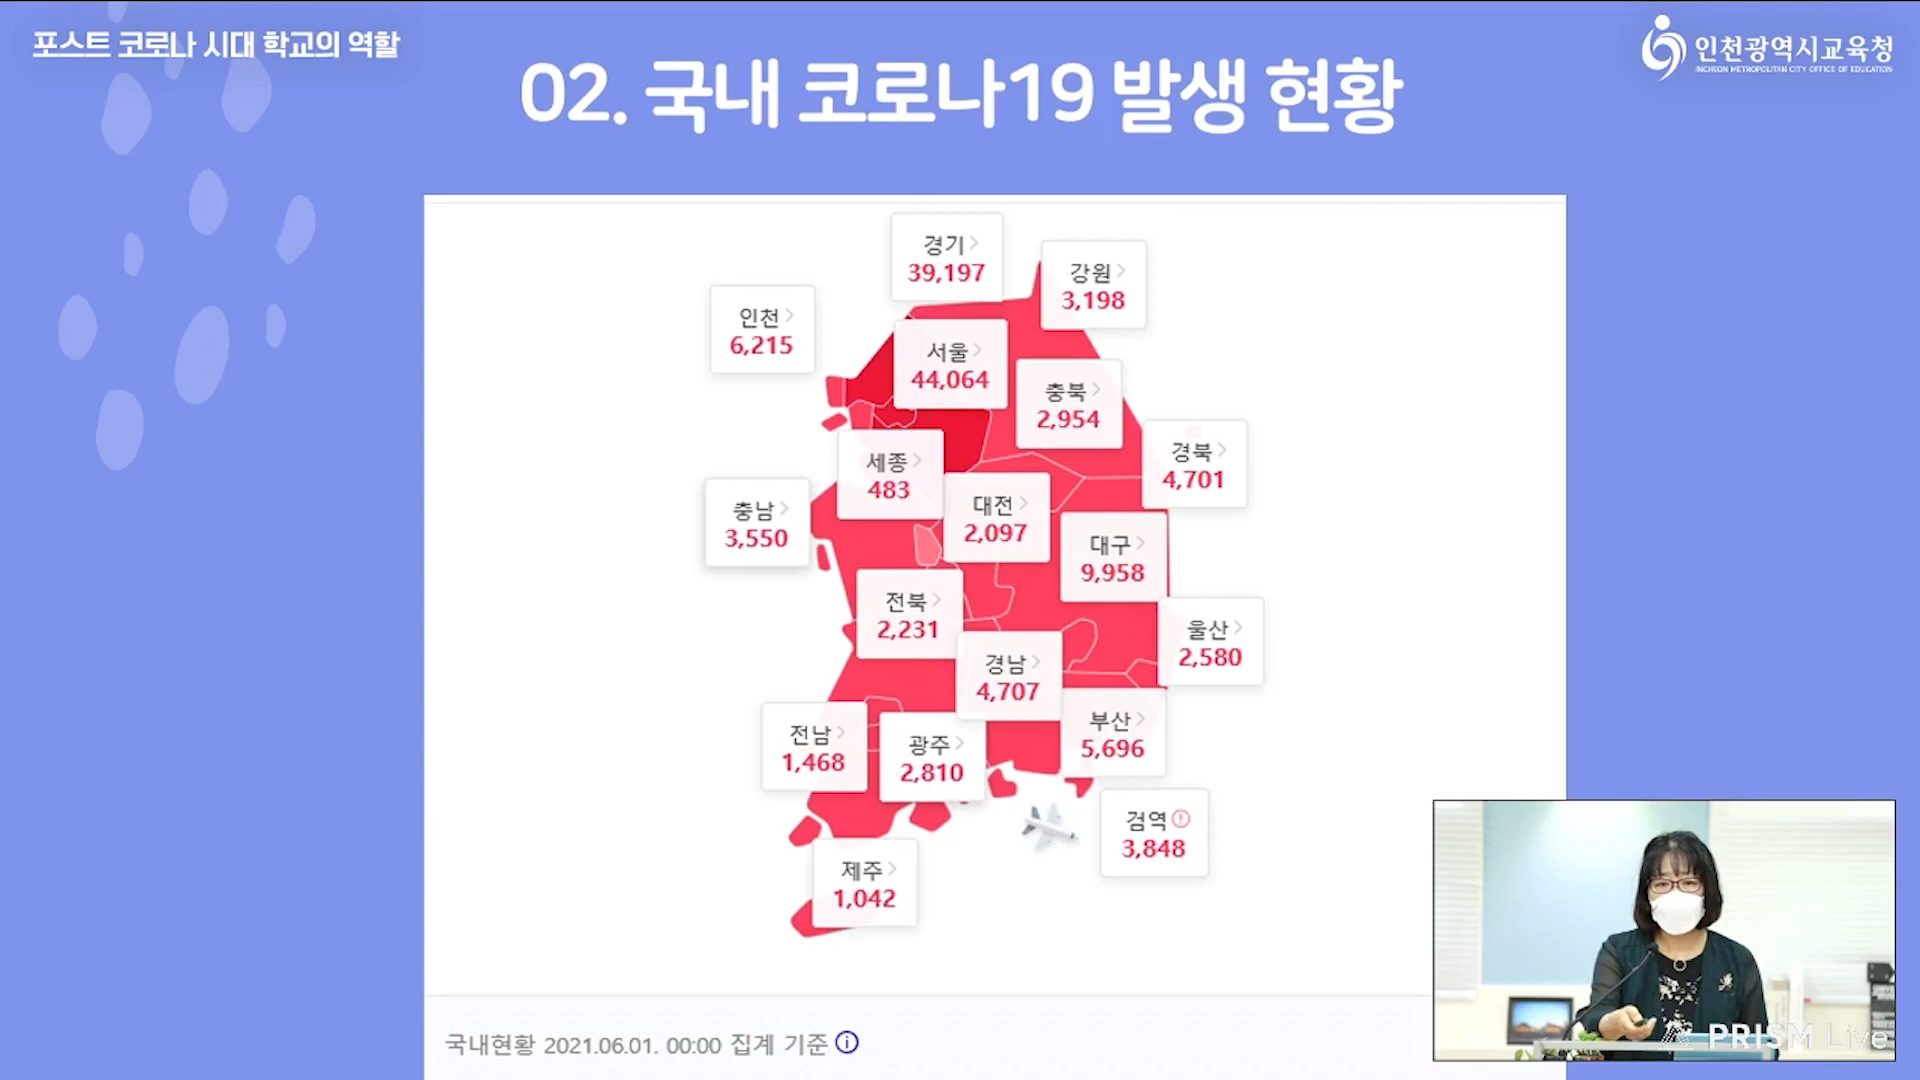 포스트 코로나 시대 학교의 역할
인천광역시교육청
INCHEON METROPOLITAN CITY OFFICE OF EDUCATION
02. 국내 코로나19 발생 현황
경기
39,197
강원
3,198
인천
6,215
서울
44,064
충북
2,954
경북
4,701
세종
483
충남
3,550
대전
2,097
대구
9,958
전북
2,231
울산
2,580
경남
4,707
전남
1,468
광주
2,810
부산
5,696
검역
3,848
제주
1,042
국내현황 2021.06.01. 00:00 집계 기준
PRISM Live